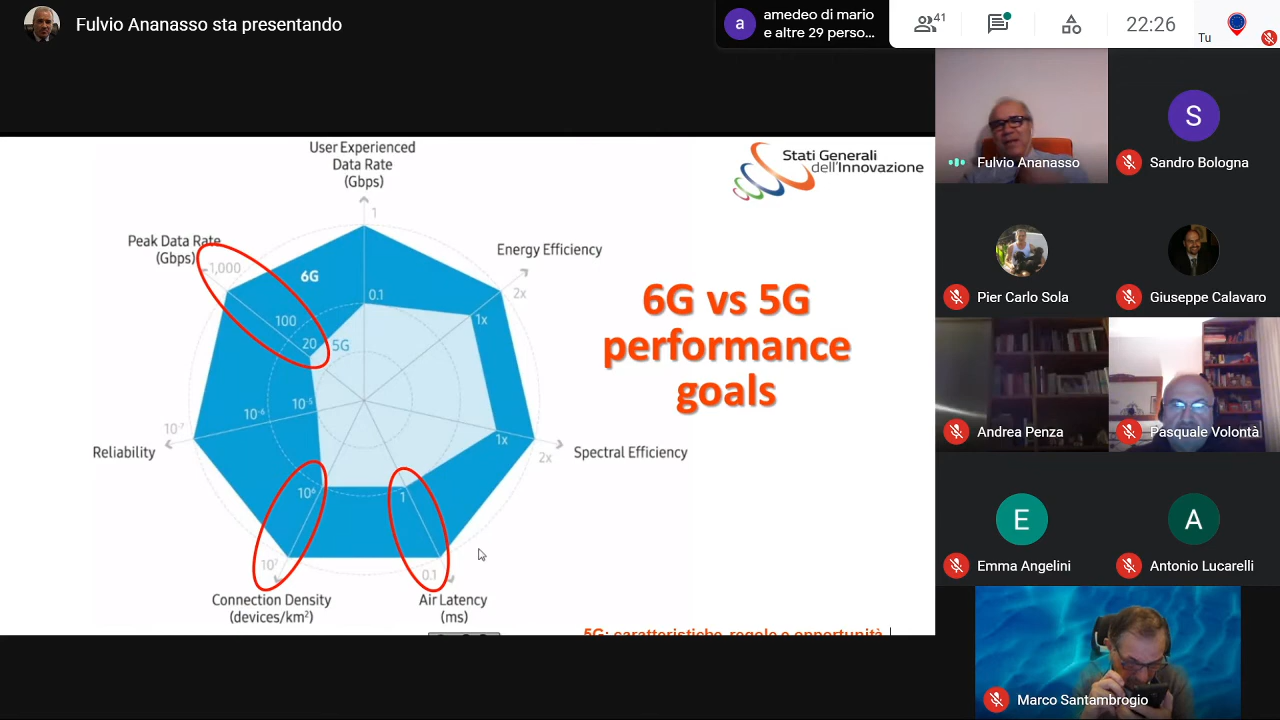 Fulvio Ananasso sta presentando
a
amedeo di mario
e altre 29 perso...
41
22:26
Tu
User Experienced
Data Rate
(Gbps)
1
Stati Generali
dell'Innovazione
Peak Data Rate
(Gbps)
1,000
6G
Energy Efficiency
2x
0.1
1x
100
20
5G
6G vs 5G
performance
goals
10-7
10-6
10-5
Reliability
1x
2x
Spectral Efficiency
10⁶
1
10⁷
0.1
Connection Density
(devices/km²)
Air Latency
(ms)
5G: caratteristiche, regole e opportunità
Fulvio Ananasso
S
Sandro Bologna
Pier Carlo Sola
Giuseppe Calavaro
Andrea Penza
Pasquale Volontà
E
Emma Angelini
A
Antonio Lucarelli
Marco Santambrogio